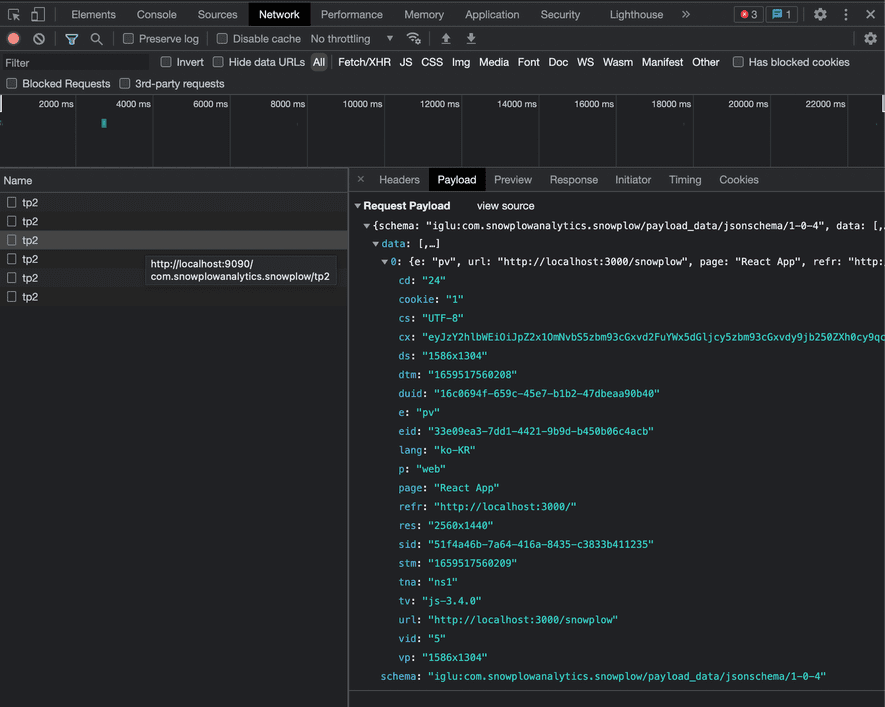 Elements Console Sources Network Performance Memory Application Security Lighthouse » 3 1
Preserve log Disable cache No throttling
Filter Invert Hide data URLs All Fetch/XHR JS CSS Img Media Font Doc WS Wasm Manifest Other Has blocked cookies
Blocked Requests 3rd-party requests
2000 ms 4000 ms 6000 ms 8000 ms 10000 ms 12000 ms 14000 ms 16000 ms 18000 ms 20000 ms 22000 ms
Name
tp2
tp2
tp2
tp2
tp2
tp2
http://localhost:9090/
com.snowplowanalytics.snowplow/tp2
× Headers Payload Preview Response Initiator Timing Cookies
Request Payload view source
{schema: "iglu:com.snowplowanalytics.snowplow/payload_data/jsonschema/1-0-4", data: [,
data: [,…]
0: {e: "pv", url: "http://localhost:3000/snowplow", page: "React App", refr: "http:
cd: "24"
cookie: "1"
cs: "UTF-8"
cx: "eyJzY2hlbWEiOiJpZ2x1OmNvbS5zbm93cGxvd2FuYWx5dGljcy5zbm93cGxvdy9jb250ZXh0cy9qc
ds: "1586x1304"
dtm: "1659517560208"
duid: "16c0694f-659c-45e7-b1b2-47dbeaa90b40"
e: "pv"
eid: "33e09ea3-7dd1-4421-9b9d-b450b06c4acb"
lang: "ko-KR"
p: "web"
page: "React App"
refr: "http://localhost:3000/"
res: "2560x1440"
sid: "51f4a46b-7a64-416a-8435-c3833b411235"
stm: "1659517560209"
tna: "ns1"
tv: "js-3.4.0"
url: "http://localhost:3000/snowplow"
vid: "5"
vp: "1586x1304"
schema: "iglu:com.snowplowanalytics.snowplow/payload_data/jsonschema/1-0-4"